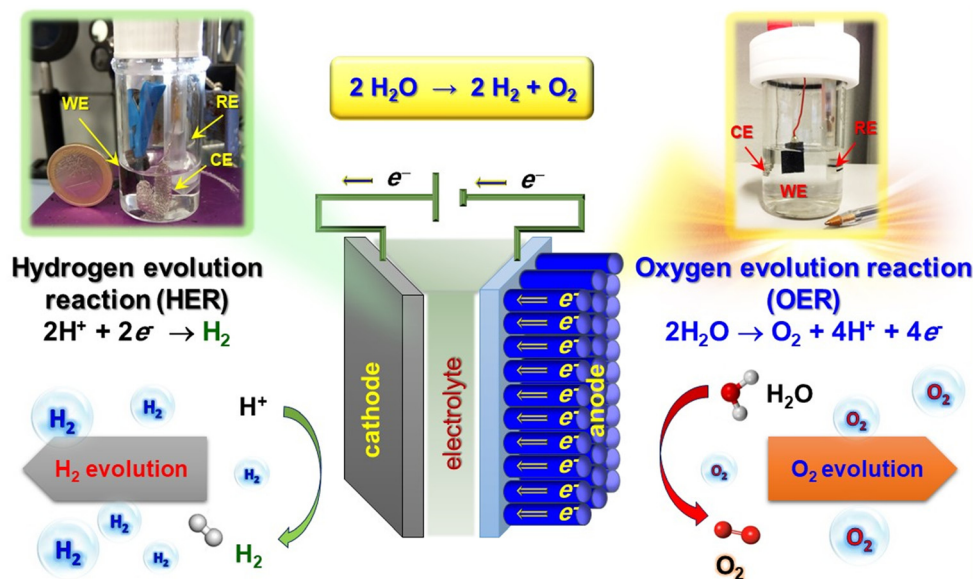 WE
RE
CE
2 H₂O → 2 H₂ + O₂
CE
RE
WE
e⁻
e⁻
Hydrogen evolution
reaction (HER)
2H⁺ + 2e⁻ → H₂
Oxygen evolution reaction
(OER)
2H₂O → O₂ + 4H⁺ + 4e⁻
cathode
electrolyte
anode
e⁻
e⁻
e⁻
e⁻
e⁻
e⁻
e⁻
e⁻
e⁻
e⁻
H₂
H₂
H⁺
H₂ evolution
H₂
H₂
H₂
H₂
H₂
H₂O
O₂
O₂
O₂
O₂ evolution
O₂
O₂